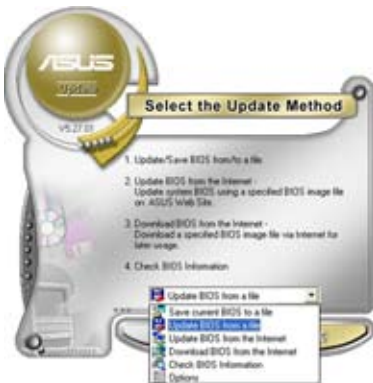 ASUS
Update
V5.27.01
Select the Update Method
1. Update/Save BIOS from/to a file
2. Update BIOS from the Internet -
Update system BIOS using a specified BIOS image file
on ASUS Web Site.
3. Download BIOS from the Internet -
Download a specified BIOS image file via Internet for
later usage.
4. Check BIOS Information
Update BIOS from a file
Save current BIOS to a file
Update BIOS from a file
Update BIOS from the Internet
Download BIOS from the Internet
Check BIOS Information
Options